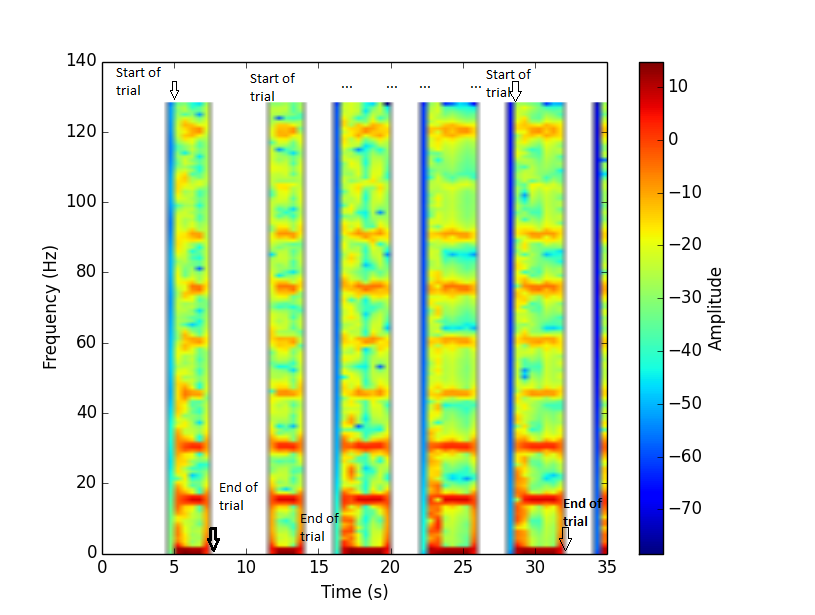 140
120
100
80
60
40
20
0
Frequency (Hz)
Start of
trial
Start of
trial
...
...
...
...
Start of
trial
End of
trial
End of
trial
End of
trial
0
5
10
15
20
25
30
35
Time (s)
10
0
−10
−20
−30
−40
−50
−60
−70
Amplitude